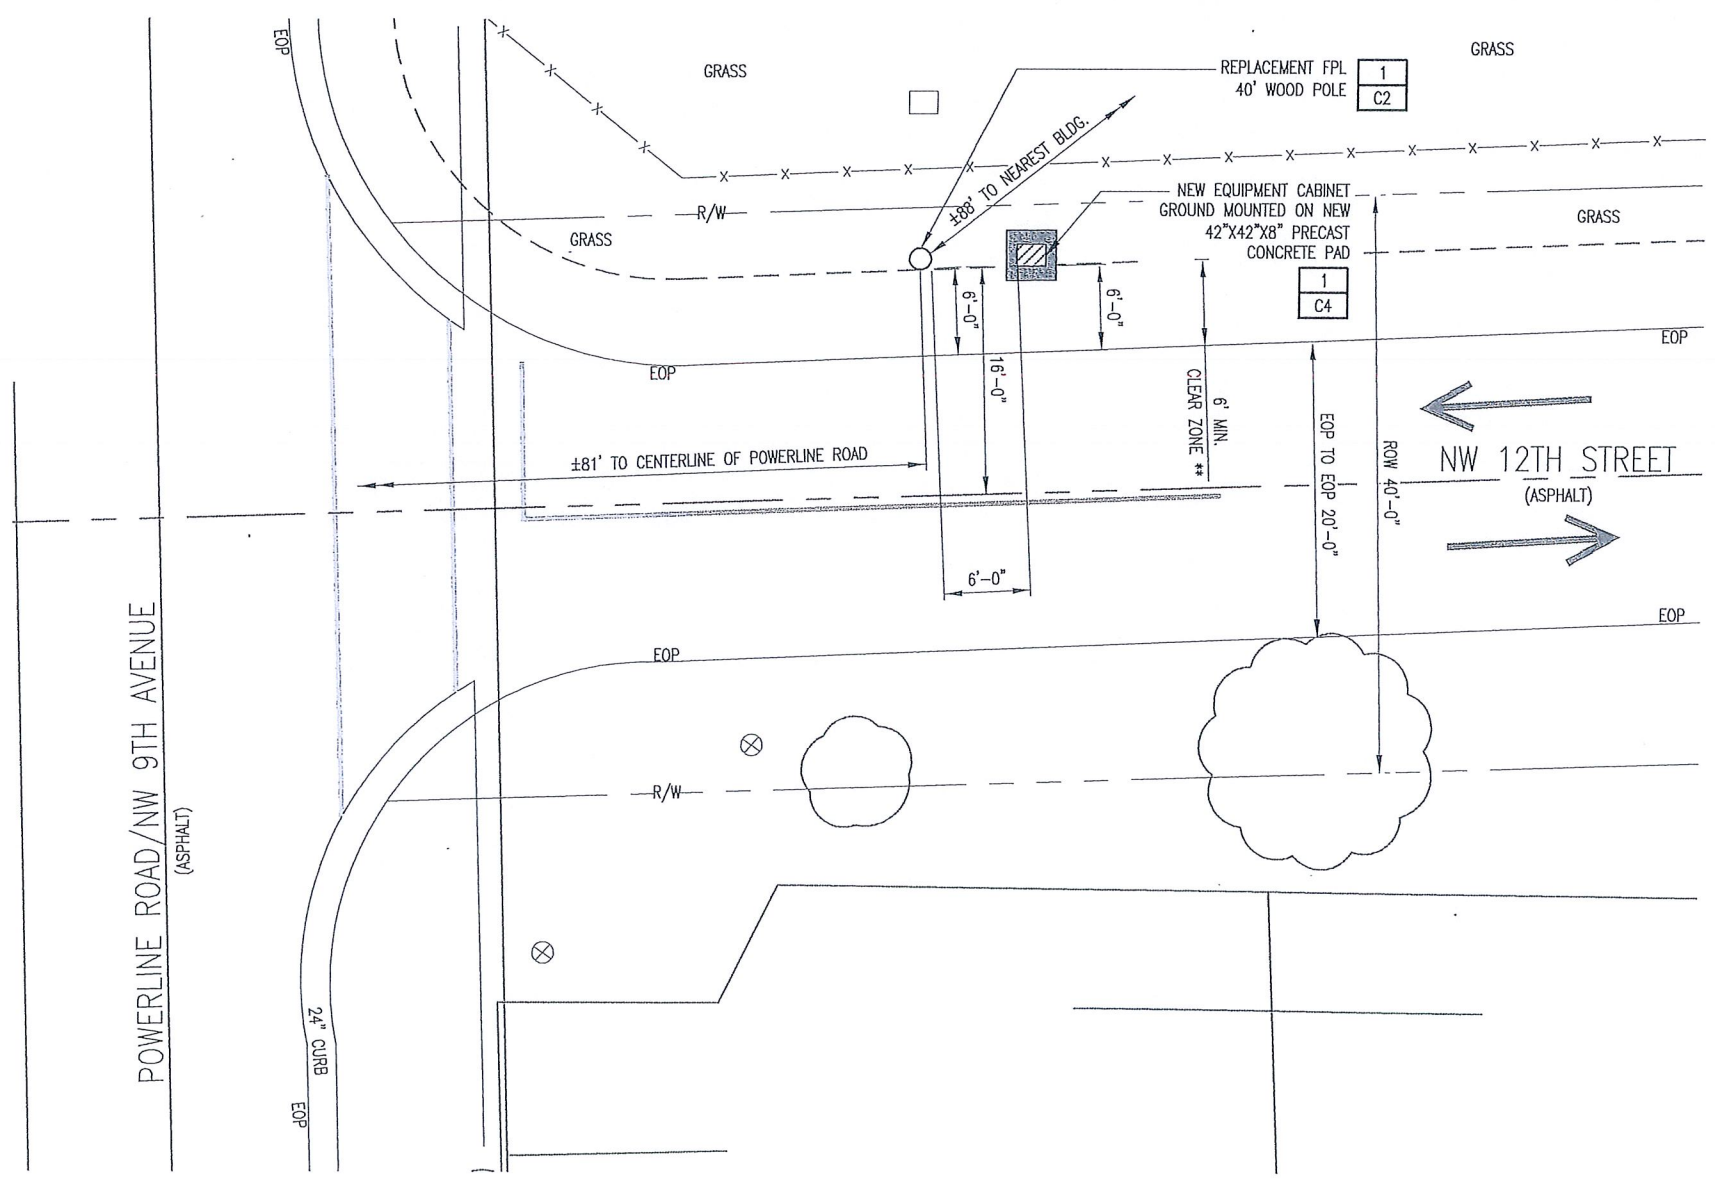 EOP
GRASS
GRASS
REPLACEMENT FPL
40' WOOD POLE
1
C2
±88' TO NEAREST BLDG.
NEW EQUIPMENT CABINET
GROUND MOUNTED ON NEW
42"X42"X8" PRECAST
CONCRETE PAD
1
C4
R/W
GRASS
GRASS
6'-0"
6'-0"
16'-0"
6' MIN.
CLEAR ZONE **
EOP
EOP
±81' TO CENTERLINE OF POWERLINE ROAD
EOP TO EOP 20'-0"
ROW 40'-0"
NW 12TH STREET
(ASPHALT)
6'-0"
EOP
EOP
R/W
POWERLINE ROAD/NW 9TH AVENUE
(ASPHALT)
24" CURB
EOP